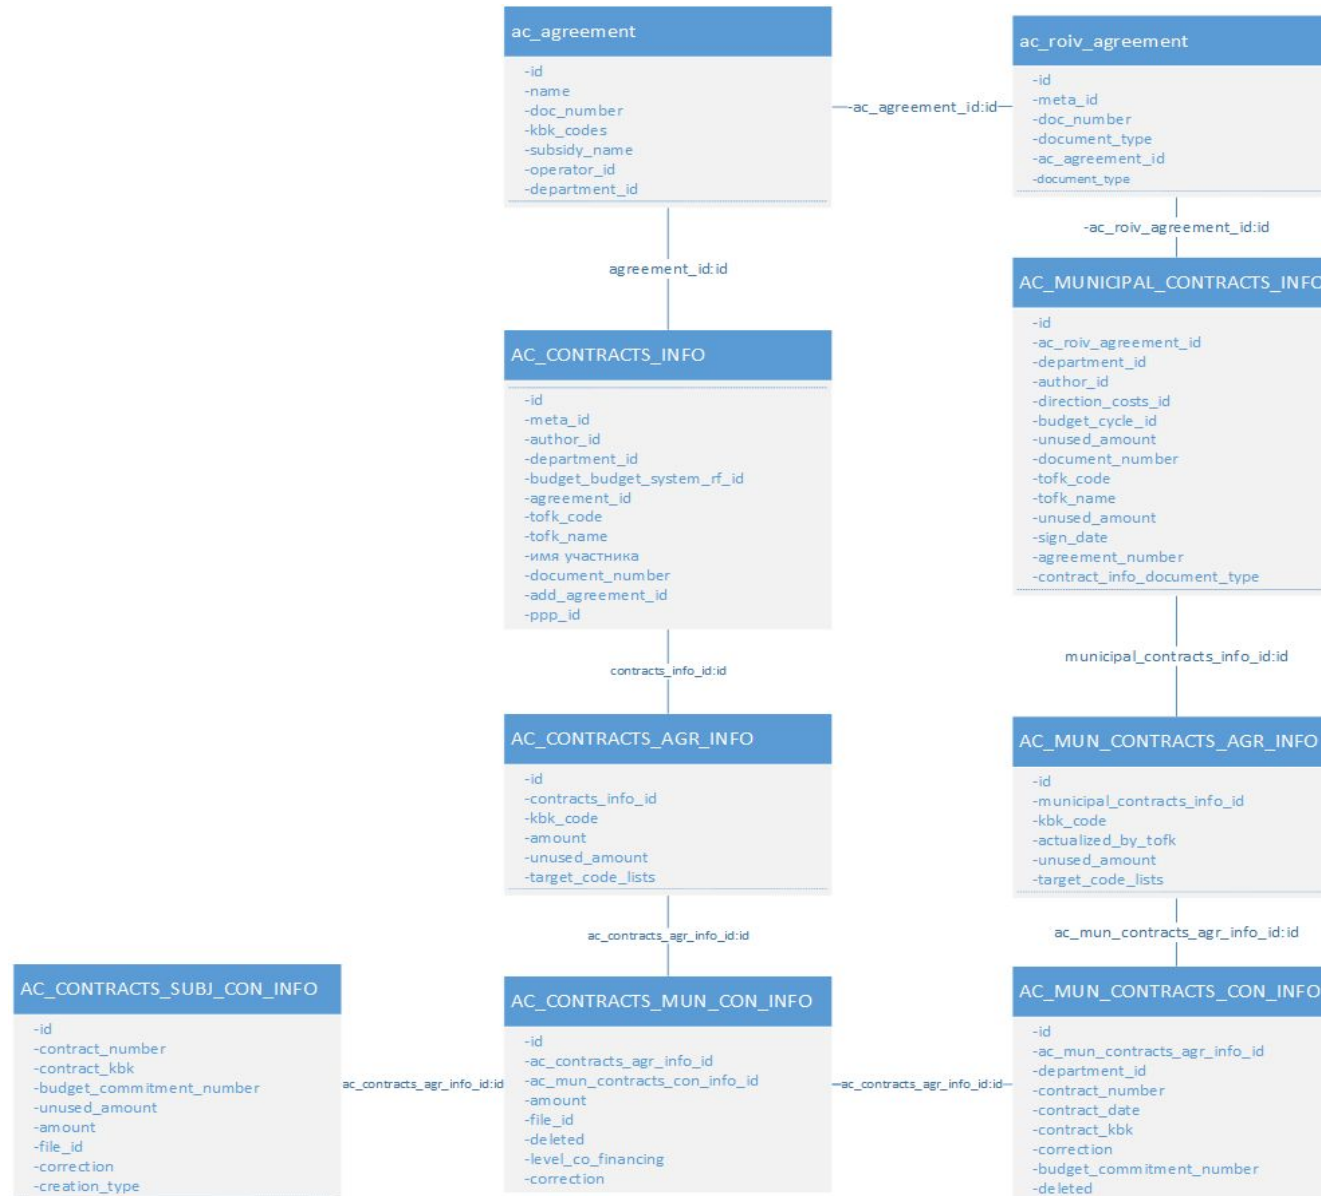 ac_agreement
-id
-name
-doc_number
-kbk_codes
-subsidy_name
-operator_id
-department_id
-ac_agreement_id:id
ac_roiv_agreement
-id
-meta_id
-doc_number
-document_type
-ac_agreement_id
-document_type
agreement_id:id
-ac_roiv_agreement_id:id
AC_CONTRACTS_INFO
-id
-meta_id
-author_id
-department_id
-budget_budget_system_rf_id
-agreement_id
-tofk_code
-tofk_name
-имя участника
-document_number
-add_agreement_id
-ppp_id
AC_MUNICIPAL_CONTRACTS_INFO
-id
-ac_roiv_agreement_id
-department_id
-author_id
-direction_costs_id
-budget_cycle_id
-unused_amount
-document_number
-tofk_code
-tofk_name
-unused_amount
-sign_date
-agreement_number
-contract_info_document_type
contracts_info_id:id
municipal_contracts_info_id:id
AC_CONTRACTS_AGR_INFO
-id
-contracts_info_id
-kbk_code
-amount
-unused_amount
-target_code_lists
AC_MUN_CONTRACTS_AGR_INFO
-id
-municipal_contracts_info_id
-kbk_code
-actualized_by_tofk
-unused_amount
-target_code_lists
ac_contracts_agr_info_id:id
ac_mun_contracts_agr_info_id:id
AC_CONTRACTS_SUBJ_CON_INFO
-id
-contract_number
-contract_kbk
-budget_commitment_number
-unused_amount
-amount
-file_id
-correction
-creation_type
ac_contracts_agr_info_id:id
AC_CONTRACTS_MUN_CON_INFO
-id
-ac_contracts_agr_info_id
-ac_mun_contracts_con_info_id
-amount
-file_id
-deleted
-level_co_financing
-correction
-ac_contracts_agr_info_id:id
AC_MUN_CONTRACTS_CON_INFO
-id
-ac_mun_contracts_agr_info_id
-department_id
-contract_number
-contract_date
-contract_kbk
-correction
-budget_commitment_number
-deleted